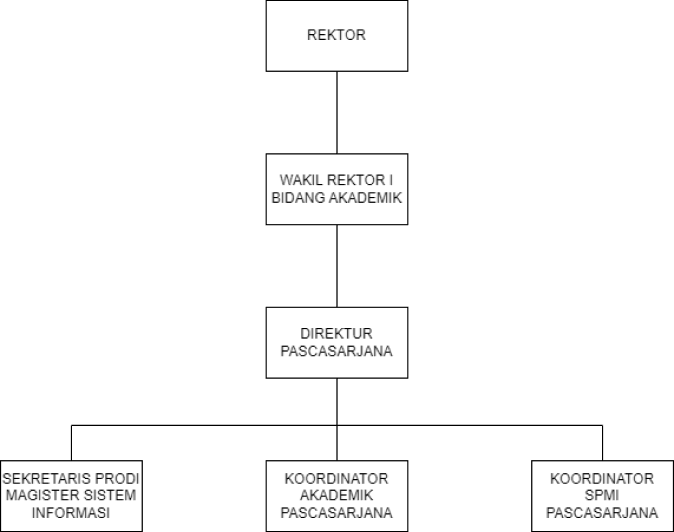 REKTOR
WAKIL REKTOR I
BIDANG AKADEMIK
DIREKTUR
PASCASARJANA
SEKRETARIS PRODI
MAGISTER SISTEM
INFORMASI
KOORDINATOR
AKADEMIK
PASCASARJANA
KOORDINATOR
SPMI
PASCASARJANA